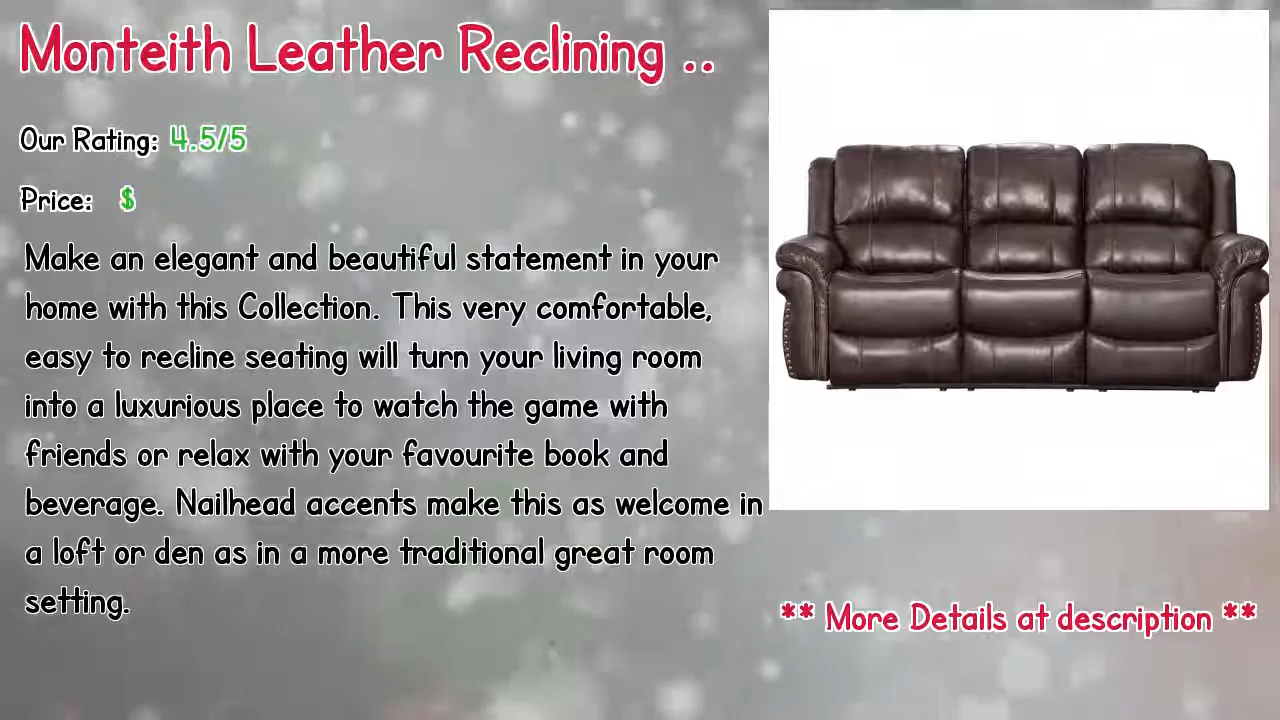 Monteith Leather Reclining ..
Our Rating: 4.5/5
Price: $
Make an elegant and beautiful statement in your
home with this Collection. This very comfortable,
easy to recline seating will turn your living room
into a luxurious place to watch the game with
friends or relax with your favourite book and
beverage. Nailhead accents make this as welcome in
a loft or den as in a more traditional great room
setting.
** More Details at description **